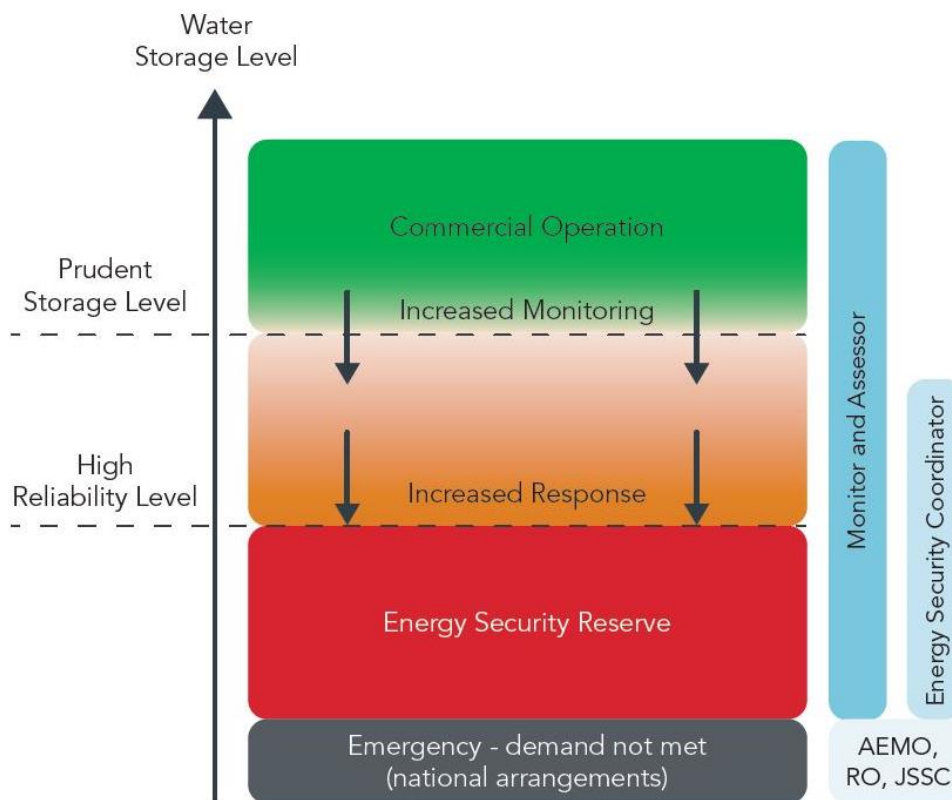 Water
Storage Level
Commercial Operation
Prudent
Storage Level
Increased Monitoring
High
Reliability Level
Increased Response
Energy Security Reserve
Emergency - demand not met
(national arrangements)
Monitor and Assessor
Energy Security Coordinator
AEMO,
RO, JSSC